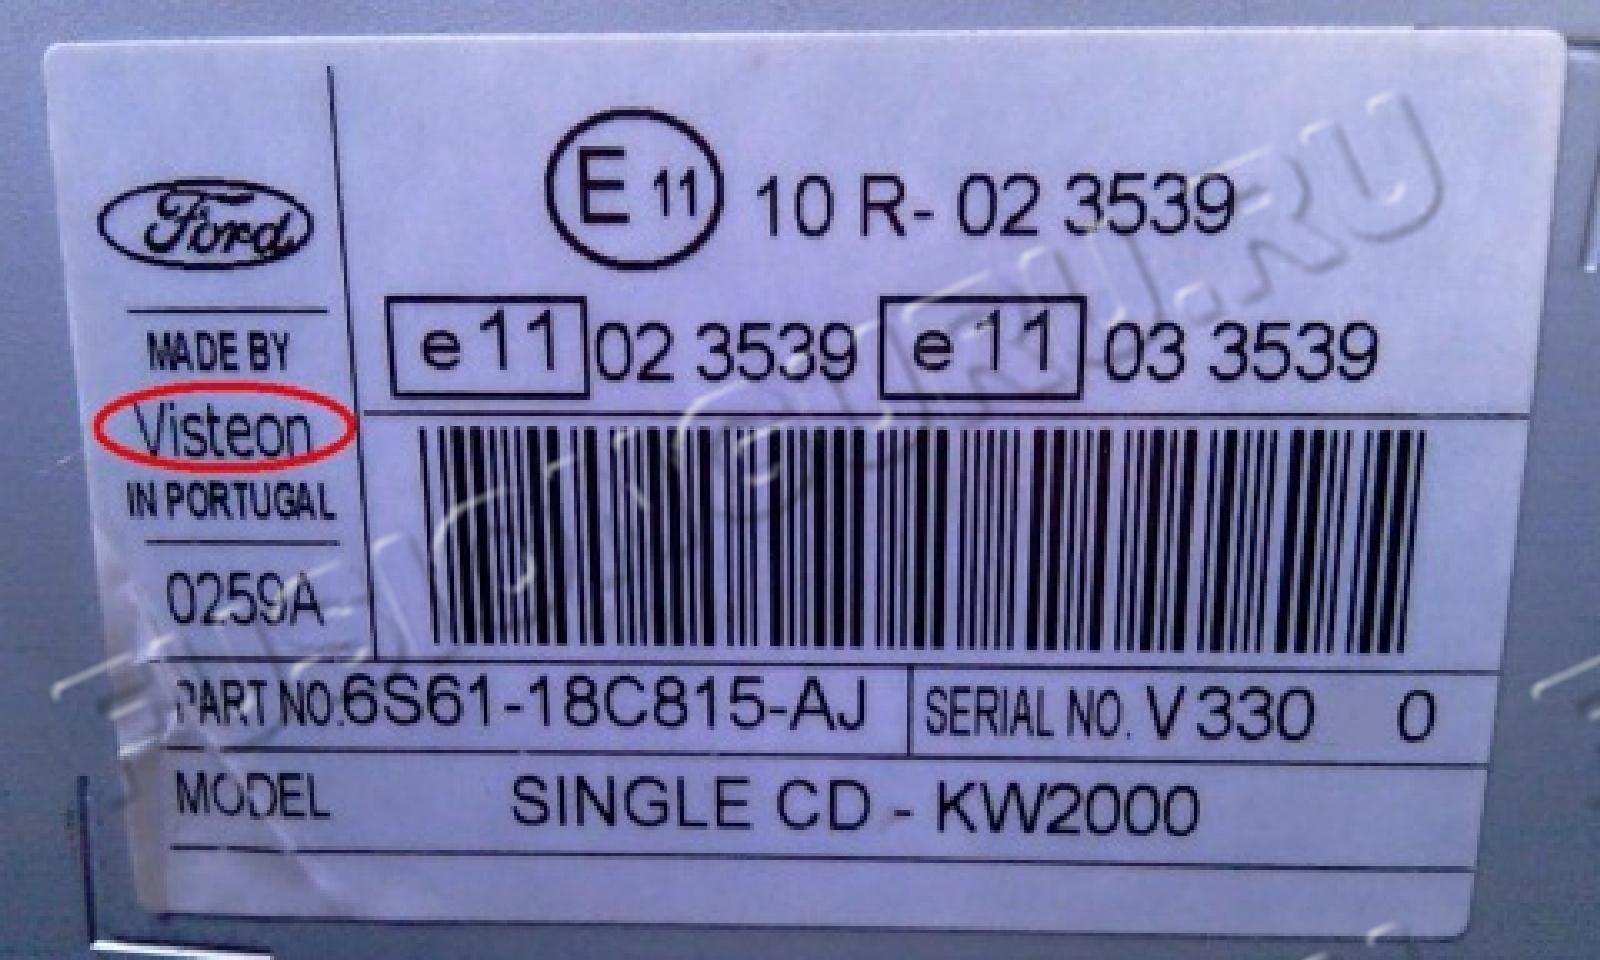 Ford
MADE BY
Visteon
IN PORTUGAL
0259A
E 11 10 R- 02 3539
e 11 02 3539 e 11 03 3539
PART NO. 6S61-18C815-AJ
SERIAL NO. V 330 0
MODEL SINGLE CD - KW2000